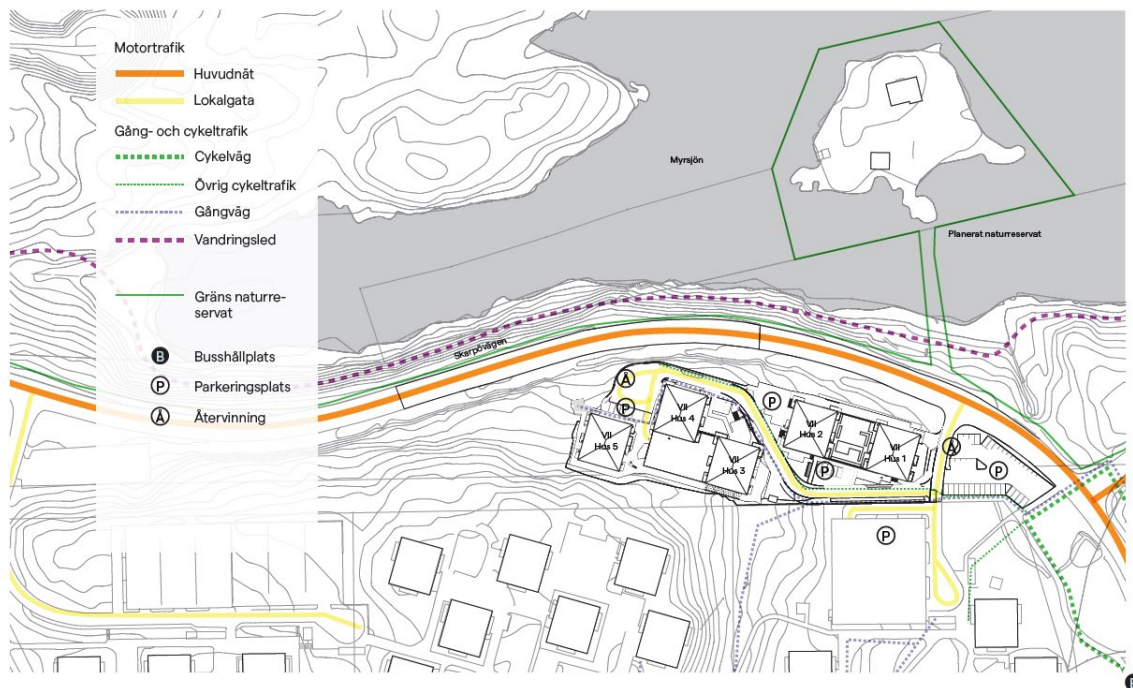 Motortrafik
Huvudnät
Lokalgata
Gång- och cykeltrafik
Cykelväg
Övrig cykeltrafik
Gångväg
Vandringsled
Gräns naturre-
servat
B Busshållplats
P Parkeringsplats
Å Återvinning
Myrsjön
Planerat naturreservat
Skarpövägen
Å
P
P
VII
Hus 4
VII
Hus 5
VII
Hus 3
VII
Hus 2
VII
Hus 1
P
Å
P
P
B